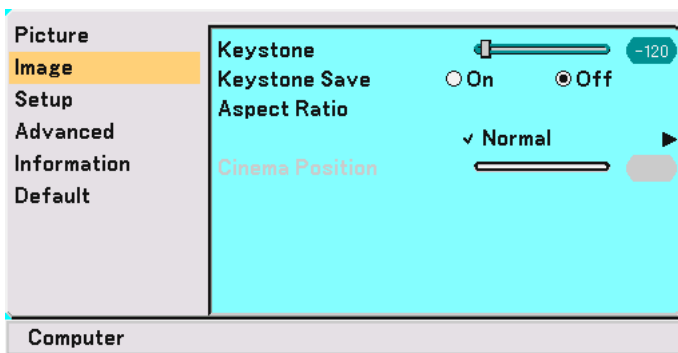 Picture
Image
Setup
Advanced
Information
Default
Keystone -120
Keystone Save On Off
Aspect Ratio
✓ Normal ▶
Cinema Position
Computer